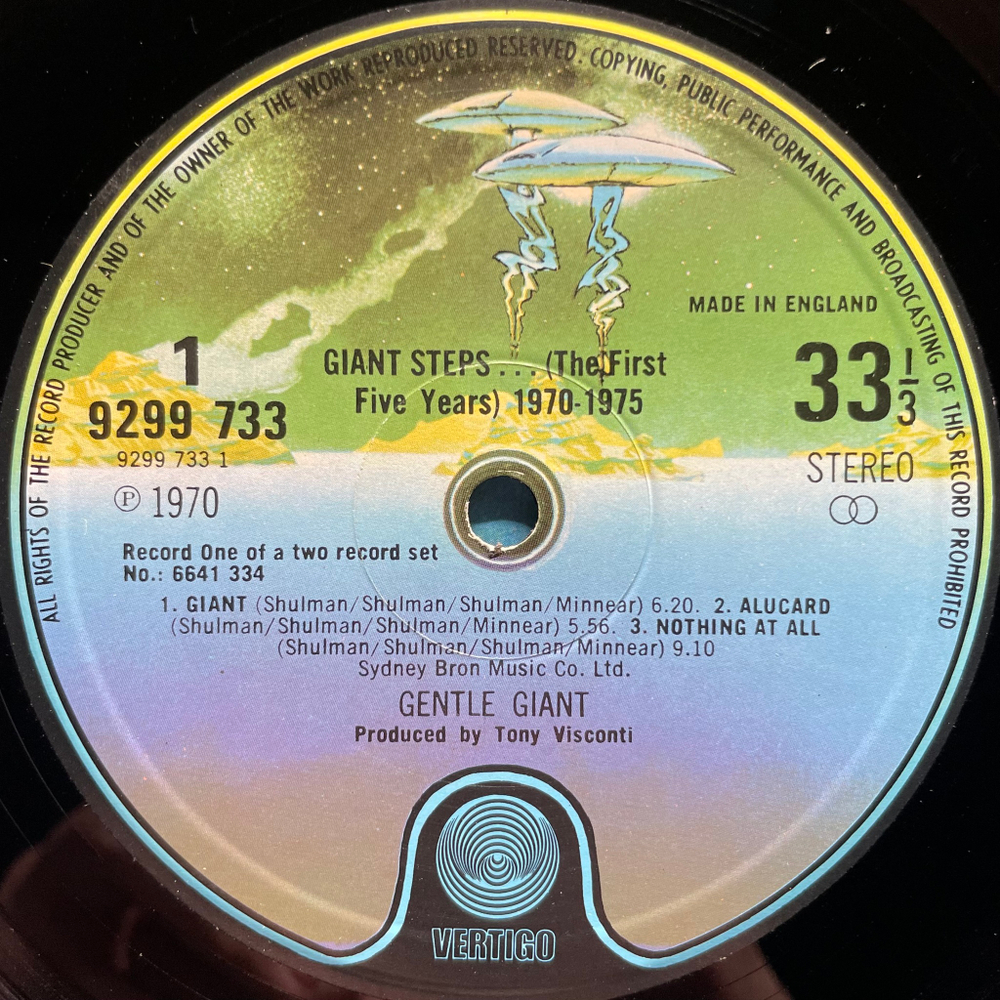 ALL RIGHTS OF THE RECORD PRODUCER AND OF THE OWNER OF THE WORK REPRODUCED RESERVED. COPYING, PUBLIC PERFORMANCE AND BROADCASTING OF THIS RECORD PROHIBITED
MADE IN ENGLAND
1
9299 733
9299 733 1
Ⓟ 1970
GIANT STEPS... (The First
Five Years) 1970-1975
33 1/3
STEREO
Record One of a two record set
No.: 6641 334
1. GIANT (Shulman/Shulman/Shulman/Minnear) 6.20. 2. ALUCARD
(Shulman/Shulman/Shulman/Minnear) 5.56. 3. NOTHING AT ALL
(Shulman/Shulman/Shulman/Minnear) 9.10
Sydney Bron Music Co. Ltd.
GENTLE GIANT
Produced by Tony Visconti
VERTIGO